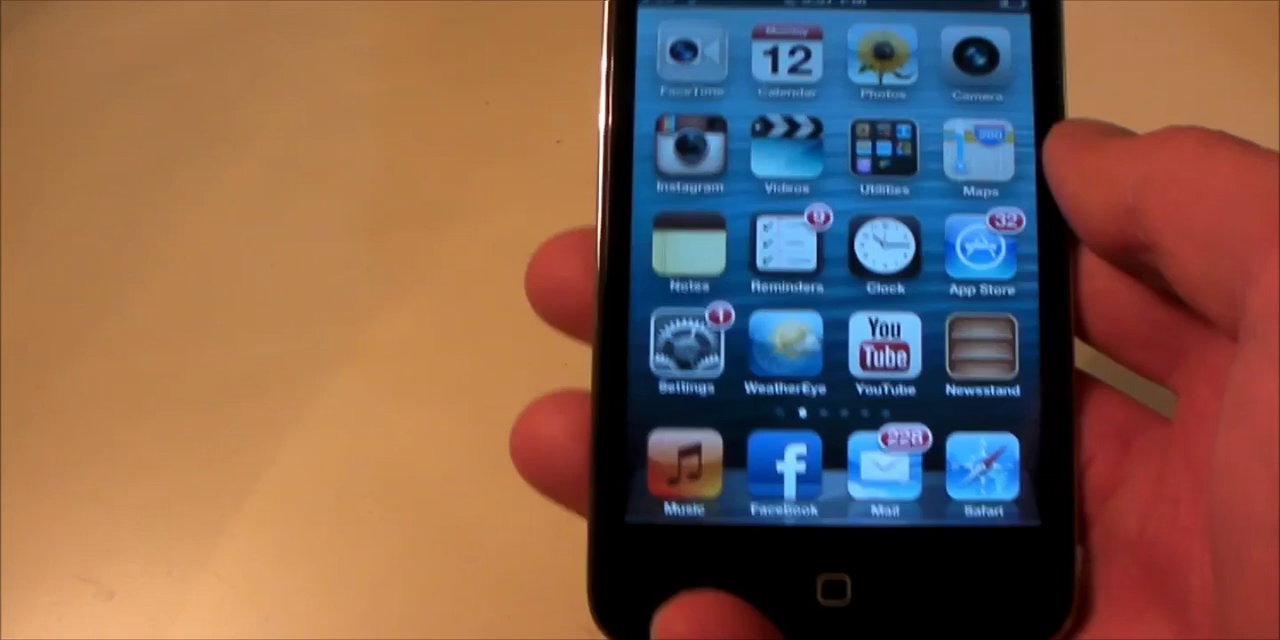 Monday
12
FaceTime Calendar Photos Camera
280
Instagram Videos Utilities Maps
9 32
Notes Reminders Clock App Store
1
You
Tube
Settings WeatherEye YouTube Newsstand
f
Music Facebook Mail Safari